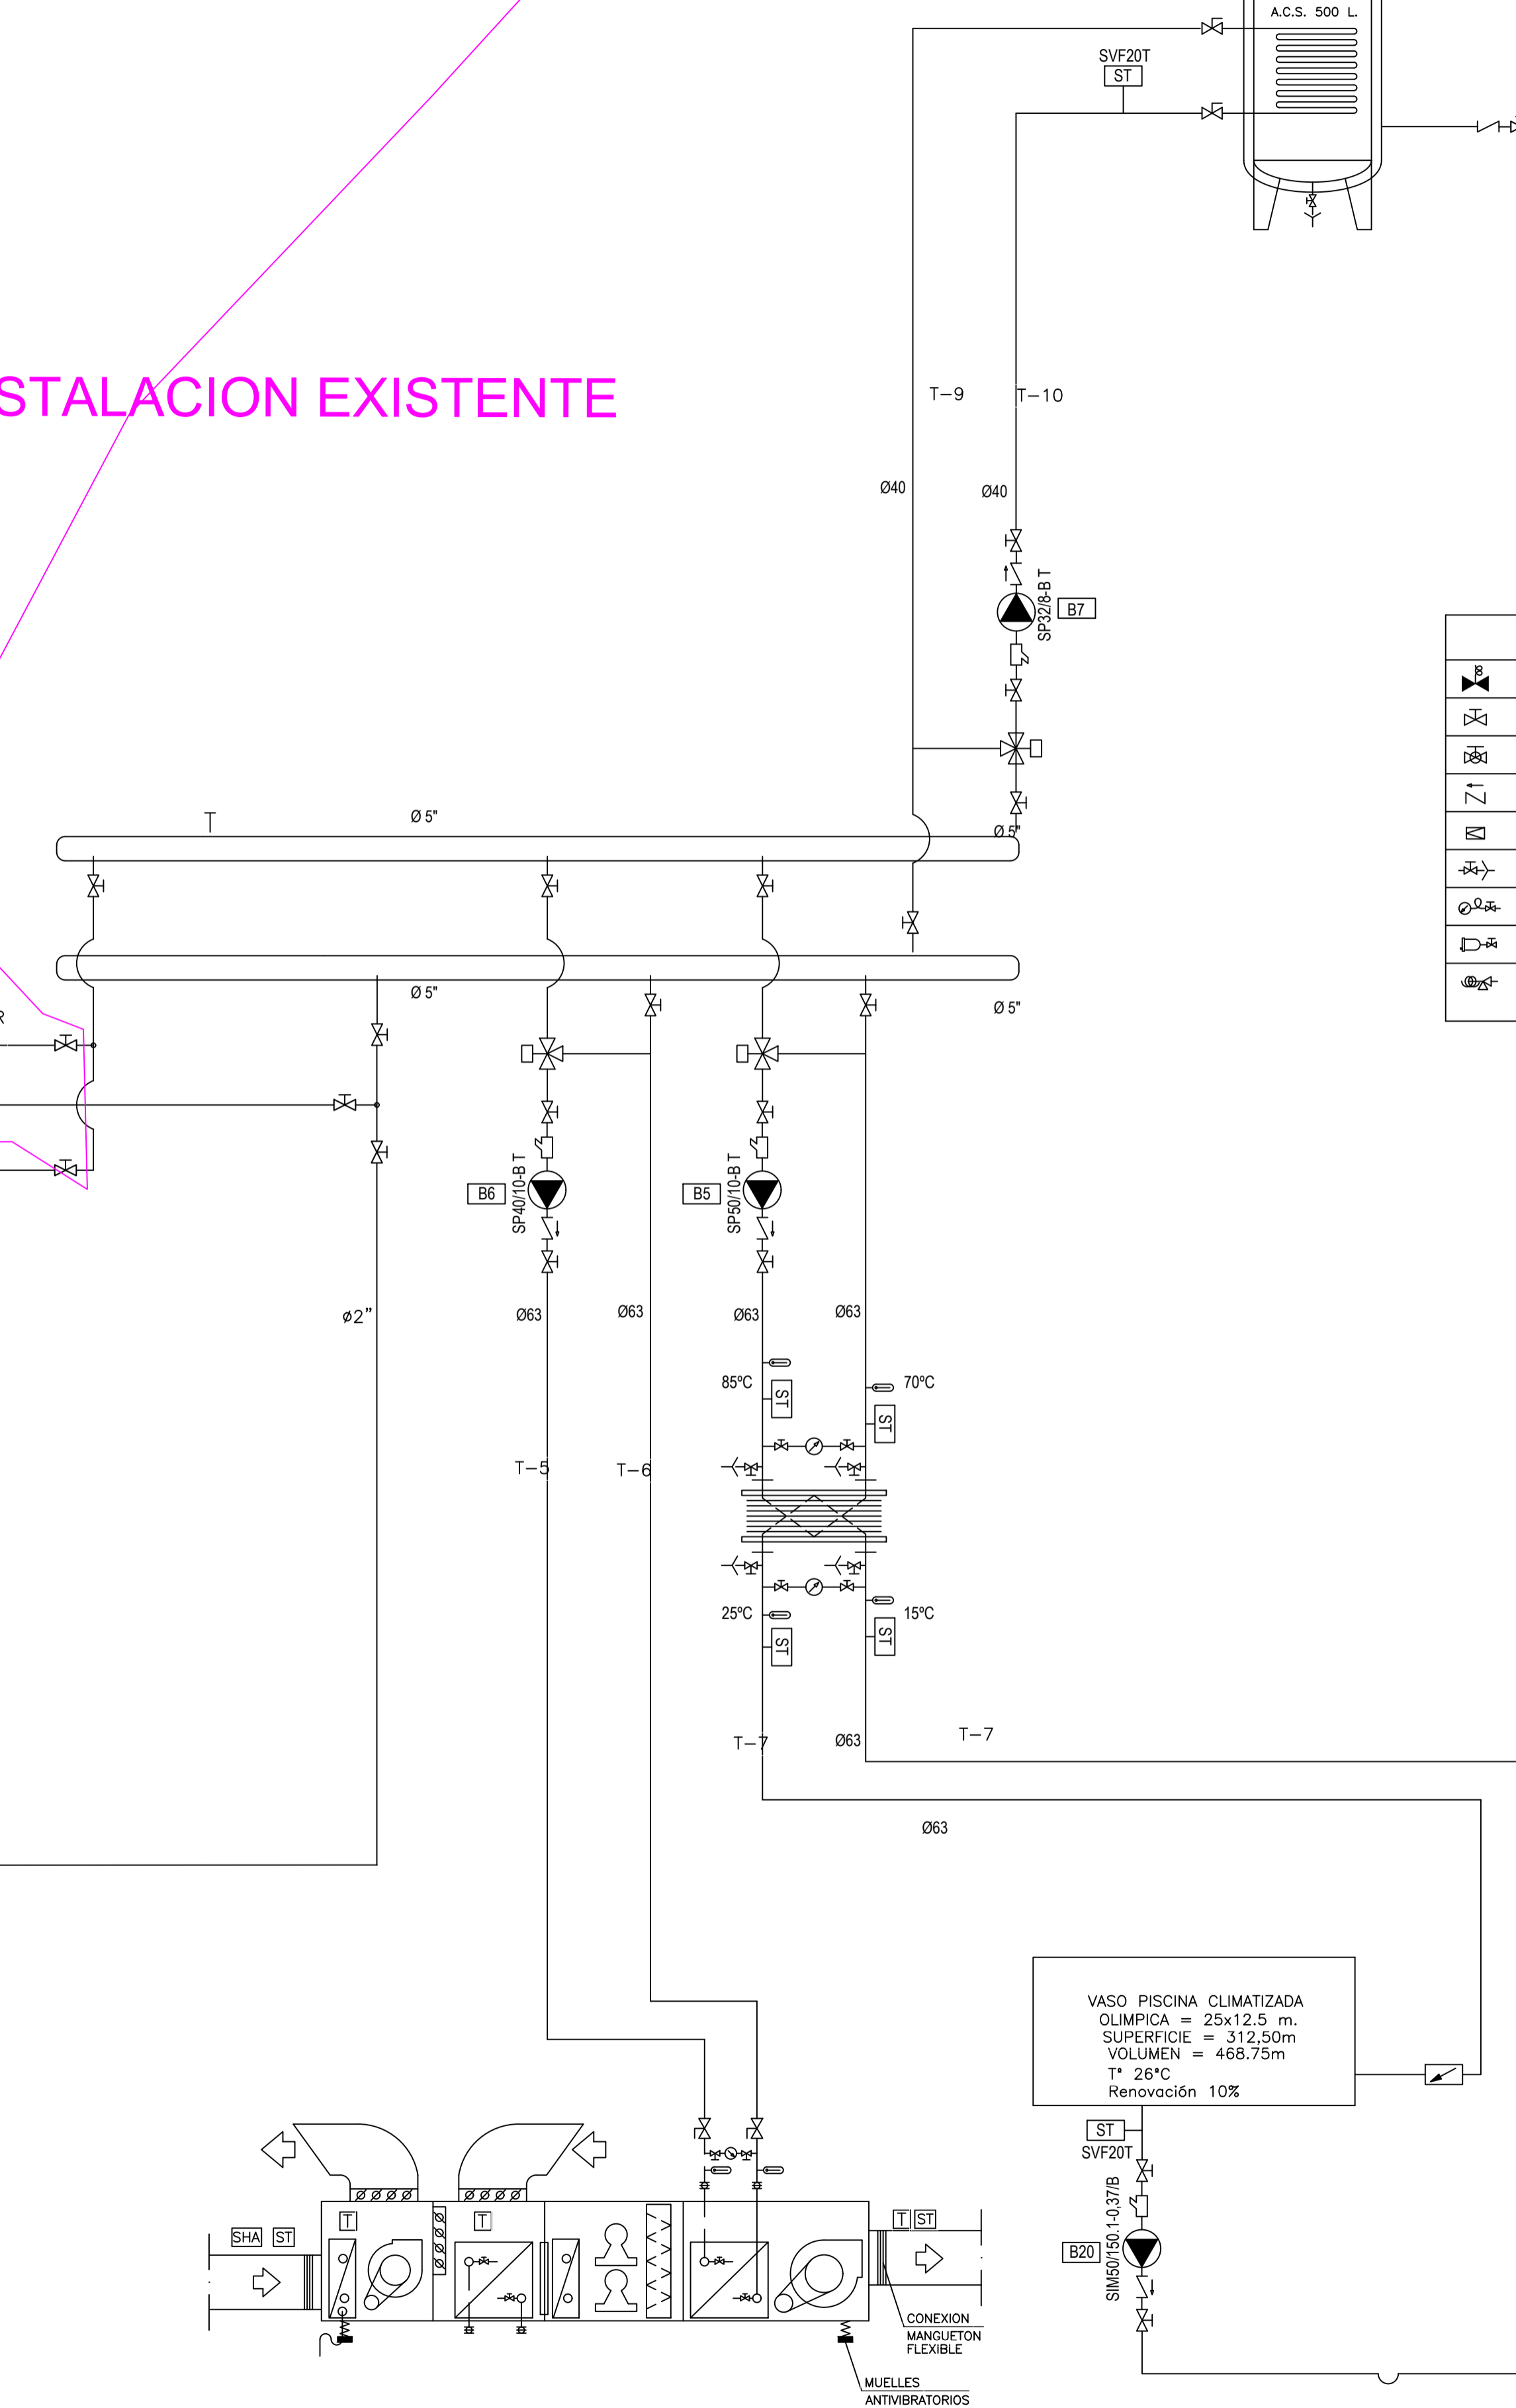 A.C.S. 500 L.
SVF20T
ST
STALACION EXISTENTE
T-9
T-10
Ø40
Ø40
SP32/8-B T
B7
T
Ø 5"
Ø 5"
Ø 5"
Ø 5"
R
B6
SP40/10-B T
B5
SP50/10-B T
ø2"
Ø63
Ø63
Ø63
Ø63
85ºC
ST
70ºC
ST
T-5
T-6
25ºC
ST
15ºC
ST
T-7
Ø63
T-7
Ø63
VASO PISCINA CLIMATIZADA
OLIMPICA = 25x12.5 m.
SUPERFICIE = 312,50m
VOLUMEN = 468.75m
Tª 26°C
Renovación 10%
ST
SVF20T
SIM50/150.1-0,37/B
B20
SHA
ST
T
T
T
ST
CONEXION
MANGUETON
FLEXIBLE
MUELLES
ANTIVIBRATORIOS